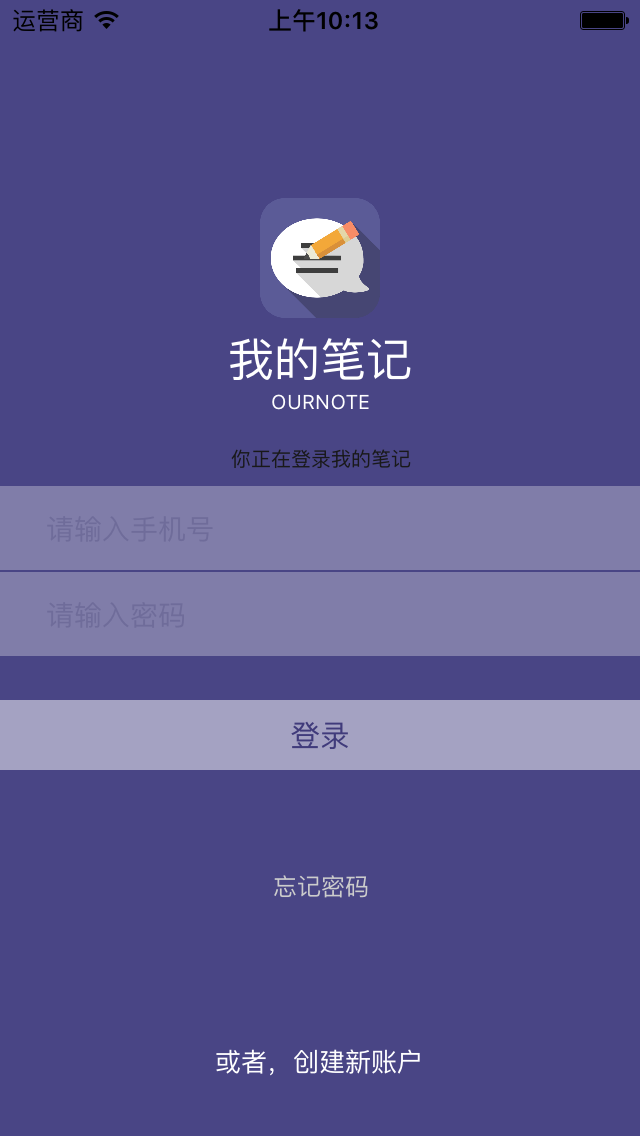 运营商 上午10:13
我的笔记
OURNOTE
你正在登录我的笔记
请输入手机号
请输入密码
登录
忘记密码
或者，创建新账户